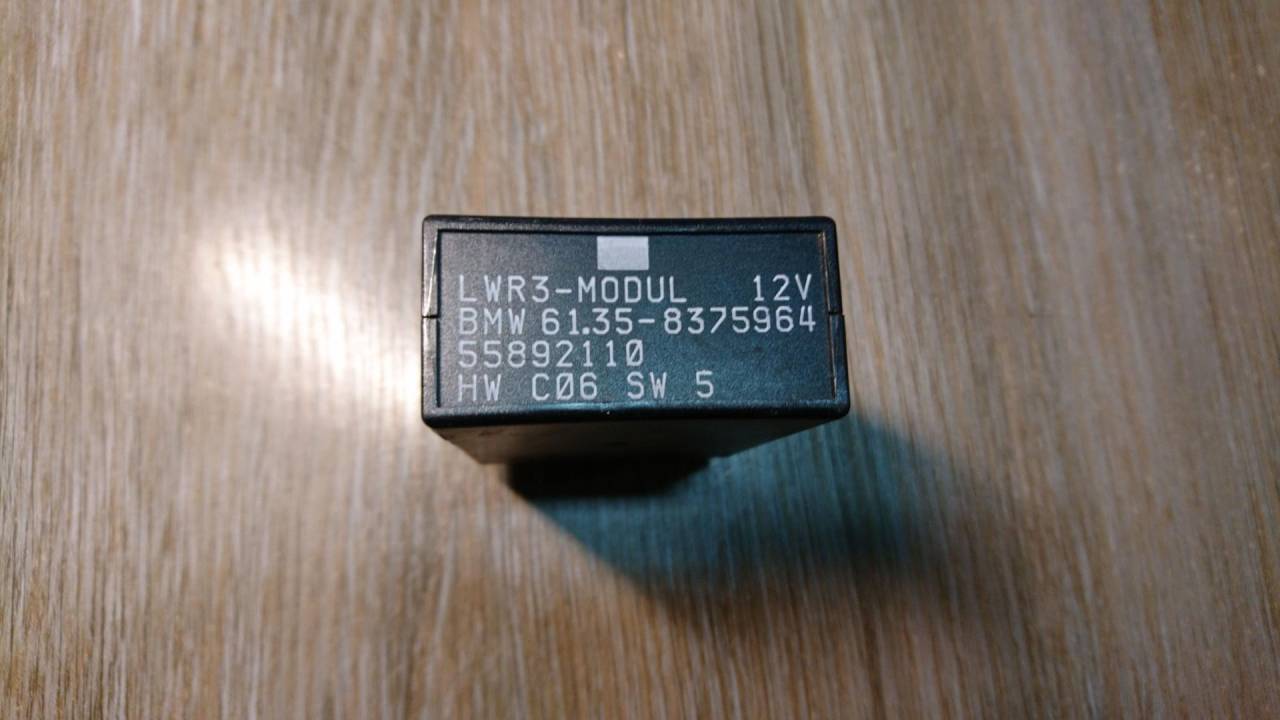 LWR3-MODUL 12V
BMW 61.35-8375964
55892110
HW C06 SW 5